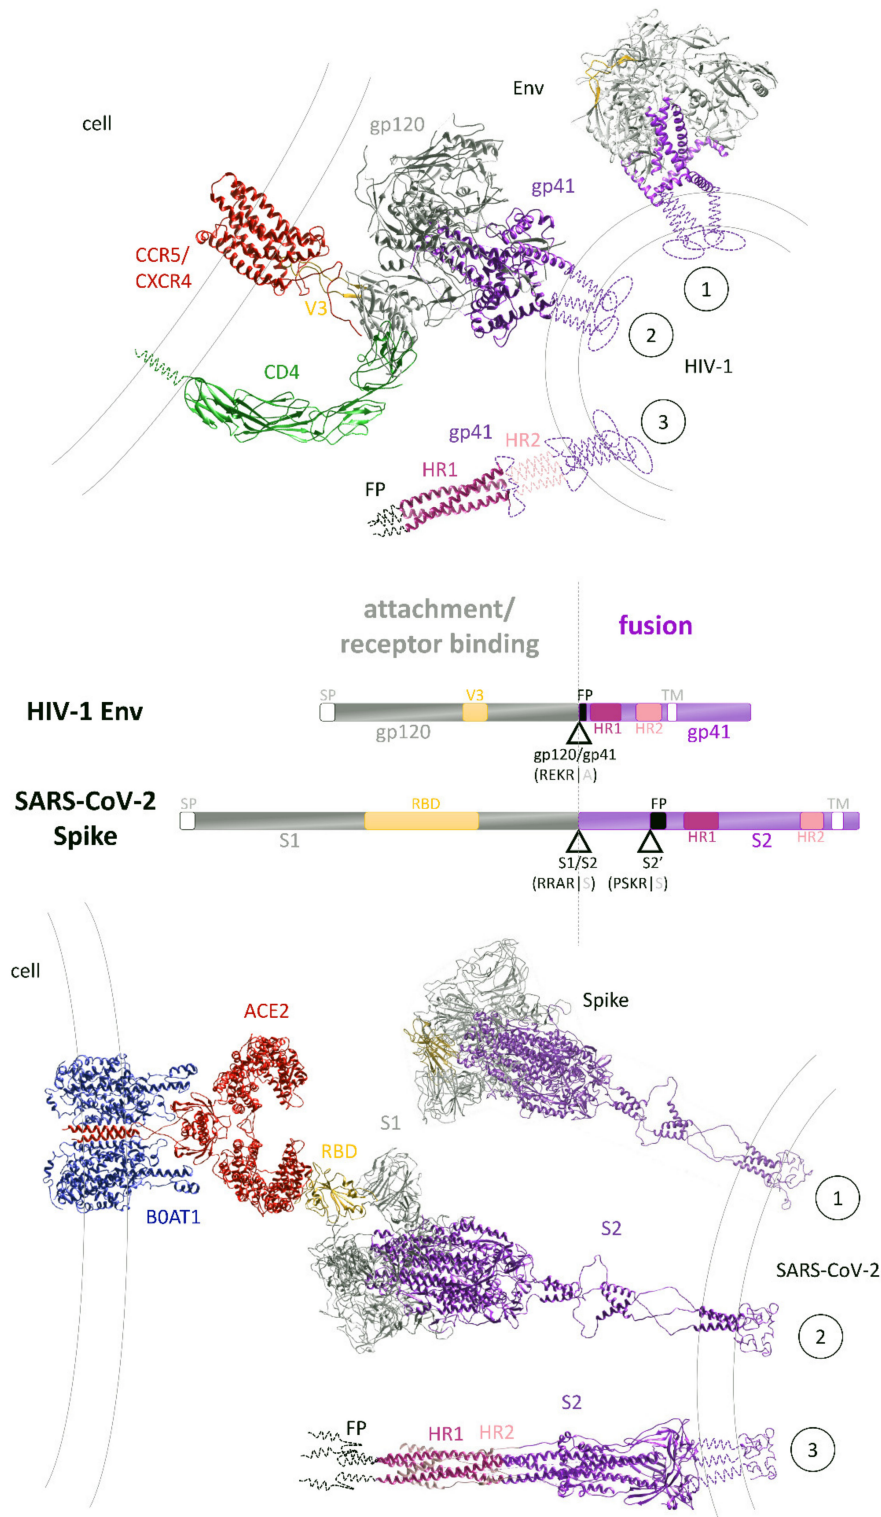 Env
cell
gp120
gp41
CCR5/
CXCR4
V3
1
2
CD4
HIV-1
3
gp41
HR2
HR1
FP
attachment/
receptor binding
fusion
SP
V3
FP
TM
HIV-1 Env
gp120
HR1
HR2
gp41
gp120/gp41
(REKR|A)
SARS-CoV-2
Spike
SP
RBD
FP
TM
S1
HR1
S2
HR2
S1/S2
S2’
(RRAR|S)
(PSKR|S)
cell
Spike
ACE2
S1
RBD
B0AT1
1
S2
SARS-CoV-2
2
S2
FP
HR1
HR2
3